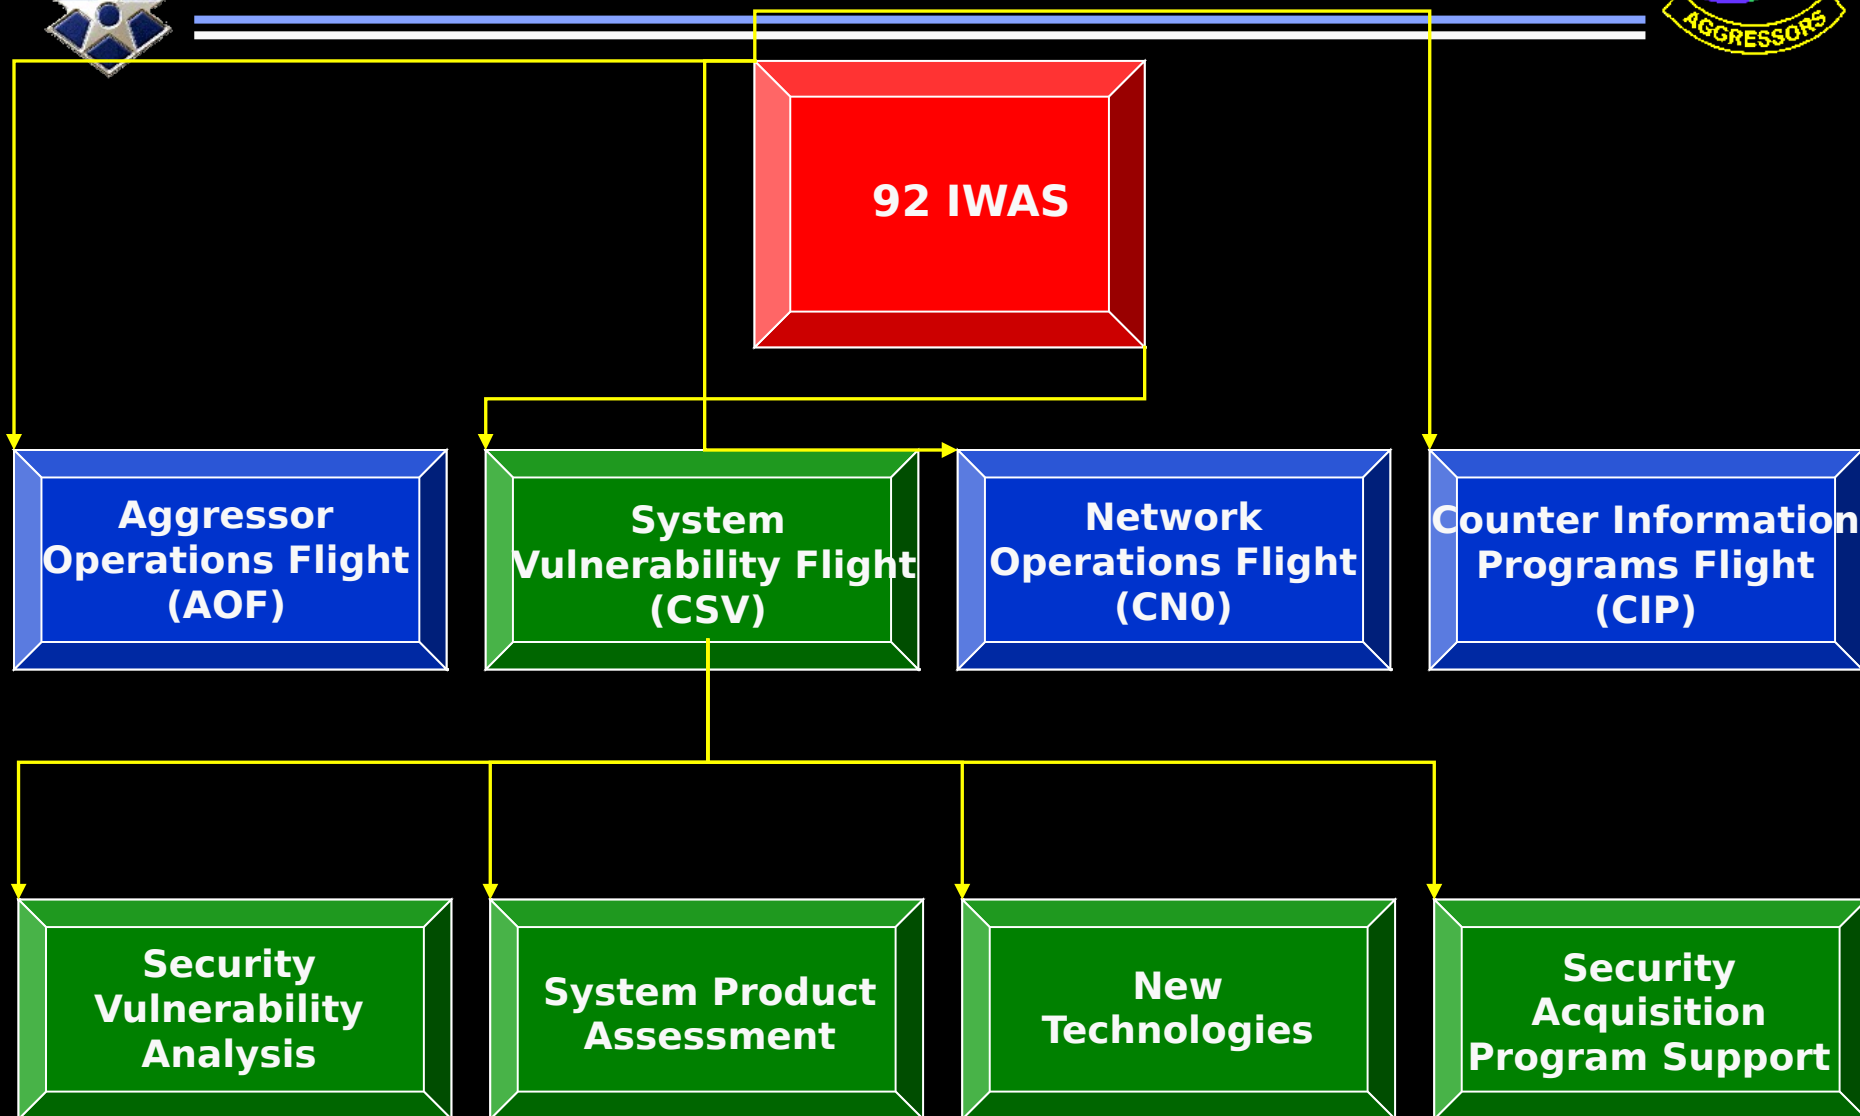 AGGRESSORS
92 IWAS
Aggressor
Operations Flight
(AOF)
System
Vulnerability Flight
(CSV)
Network
Operations Flight
(CN0)
Counter Information
Programs Flight
(CIP)
Security
Vulnerability
Analysis
System Product
Assessment
New
Technologies
Security
Acquisition
Program Support